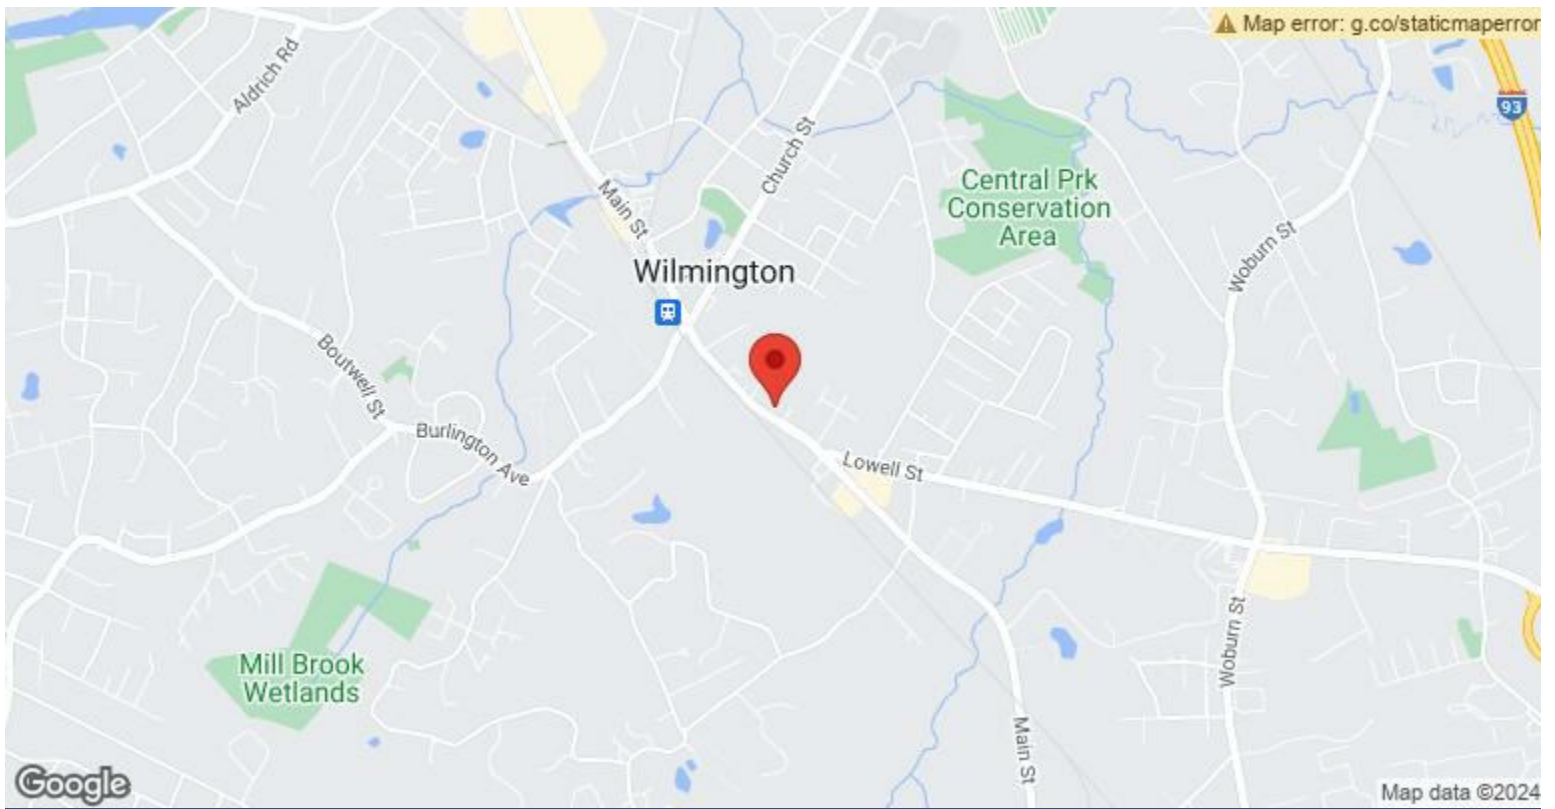 Map error: g.co/staticmaperror
Aldrich Rd
93
Church St
Main St
Central Prk
Conservation
Area
Woburn St
Wilmington
Boutwell St
Burlington Ave
Lowell St
Woburn St
Mill Brook
Wetlands
Main St
Google
Map data ©2024